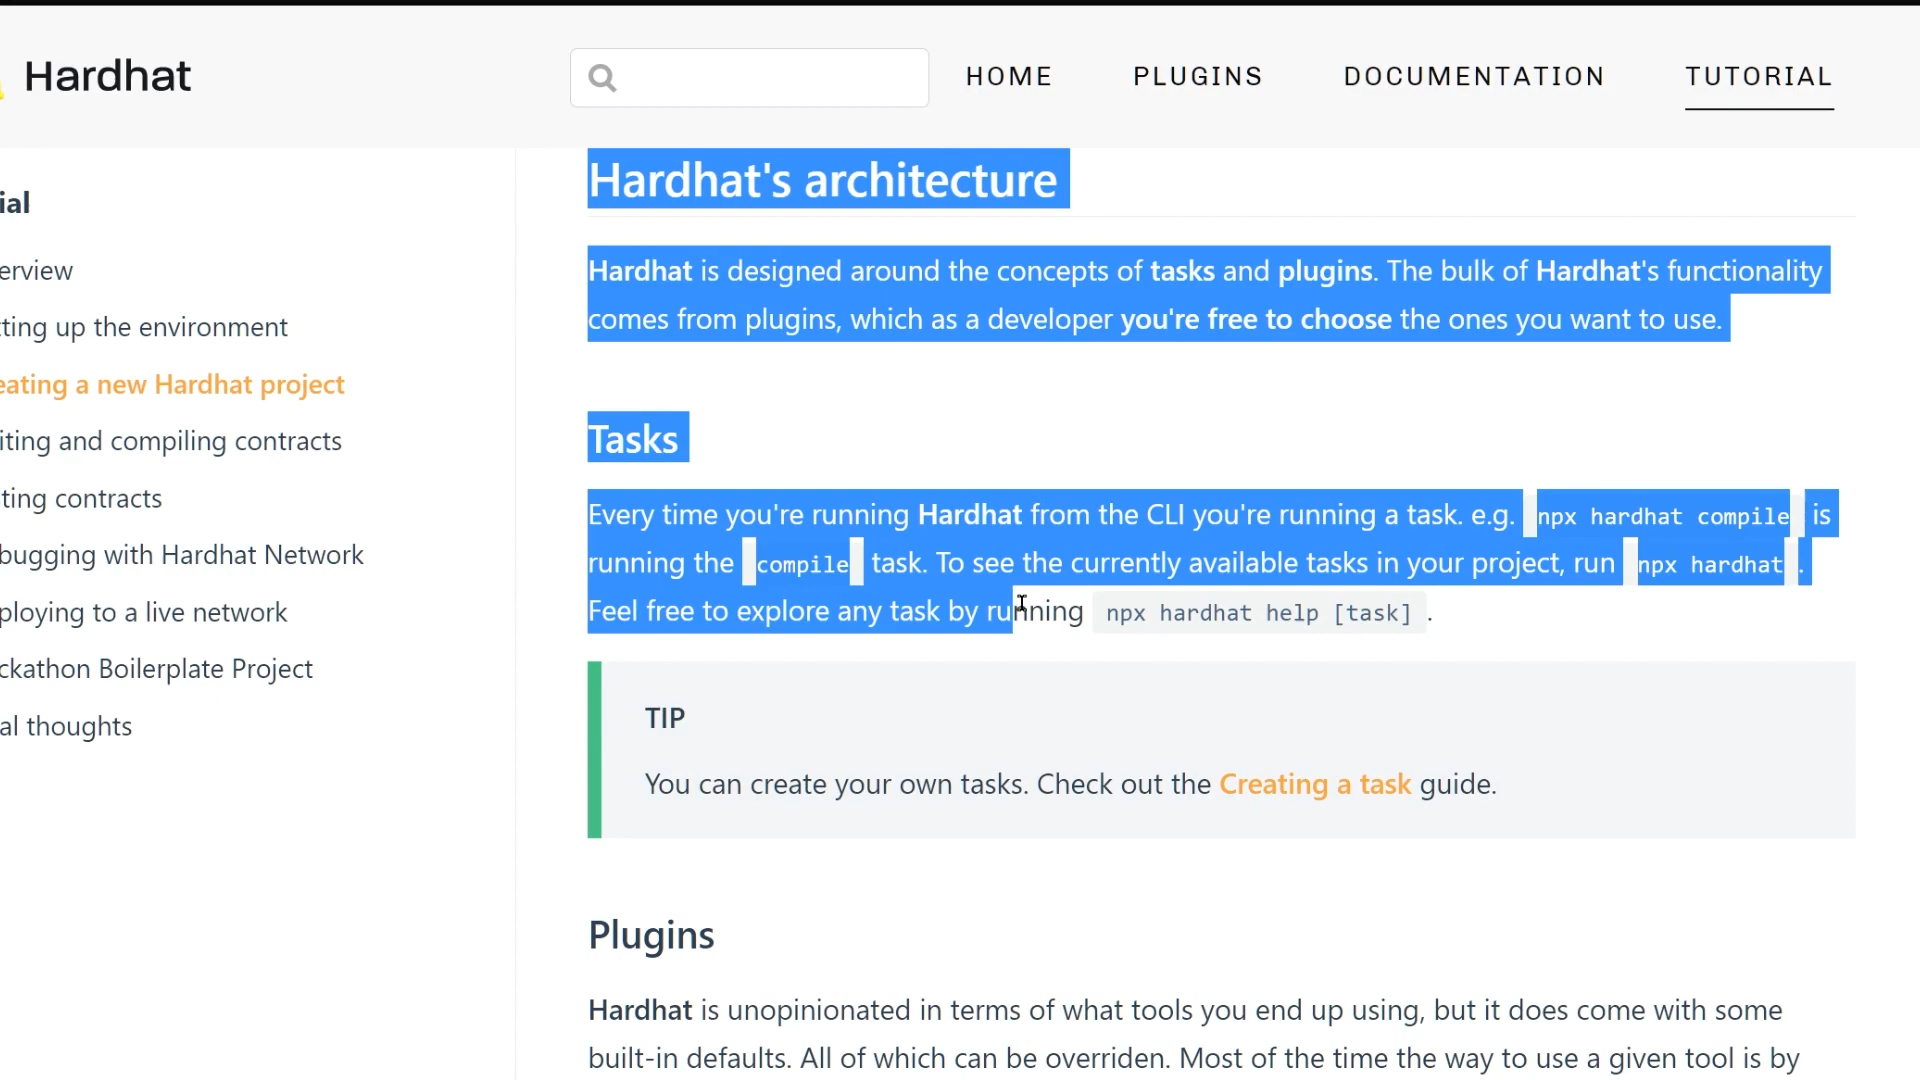 Hardhat
HOME PLUGINS DOCUMENTATION TUTORIAL
ial
erview
ting up the environment
eating a new Hardhat project
iting and compiling contracts
ting contracts
bugging with Hardhat Network
ploying to a live network
ckathon Boilerplate Project
al thoughts
Hardhat's architecture
Hardhat is designed around the concepts of tasks and plugins. The bulk of Hardhat's functionality
comes from plugins, which as a developer you're free to choose the ones you want to use.
Tasks
Every time you're running Hardhat from the CLI you're running a task. e.g. npx hardhat compile is
running the compile task. To see the currently available tasks in your project, run npx hardhat .
Feel free to explore any task by running npx hardhat help [task] .
TIP
You can create your own tasks. Check out the Creating a task guide.
Plugins
Hardhat is unopinionated in terms of what tools you end up using, but it does come with some
built-in defaults. All of which can be overriden. Most of the time the way to use a given tool is by